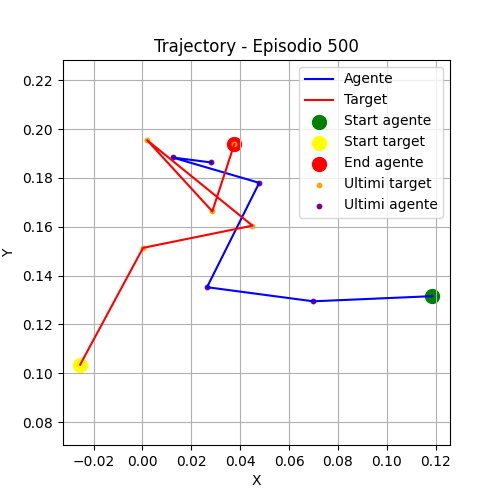 Trajectory - Episodio 500
Agente
Target
Start agente
Start target
End agente
Ultimi target
Ultimi agente
0.22
0.20
0.18
0.16
0.14
0.12
0.10
0.08
Y
−0.02 0.00 0.02 0.04 0.06 0.08 0.10 0.12
X